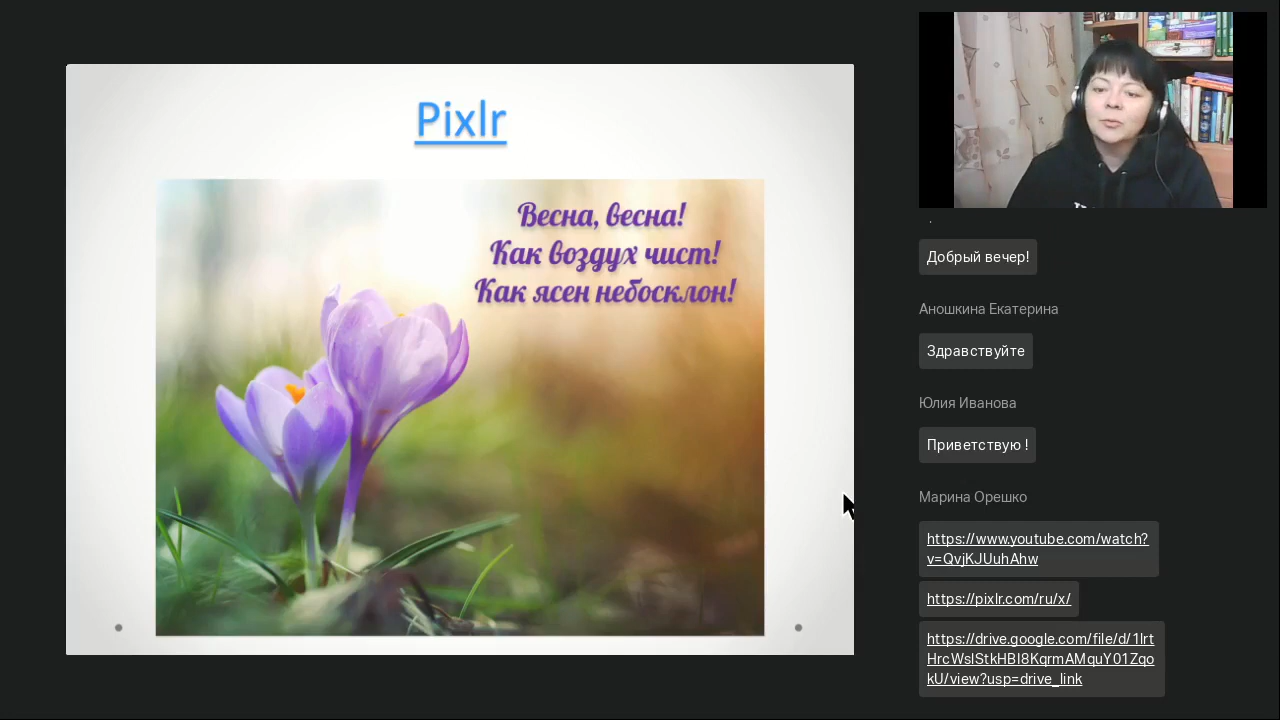 Pixlr
Весна, весна!
Как воздух чист!
Как ясен небосклон!
Добрый вечер!
Аношкина Екатерина
Здравствуйте
Юлия Иванова
Приветствую !
Марина Орешко
https://www.youtube.com/watch?
v=QvjKJUuhAhw
https://pixlr.com/ru/x/
https://drive.google.com/file/d/1lrt
HrcWslStkHBI8KqrmAMquY01Zqo
kU/view?usp=drive_link